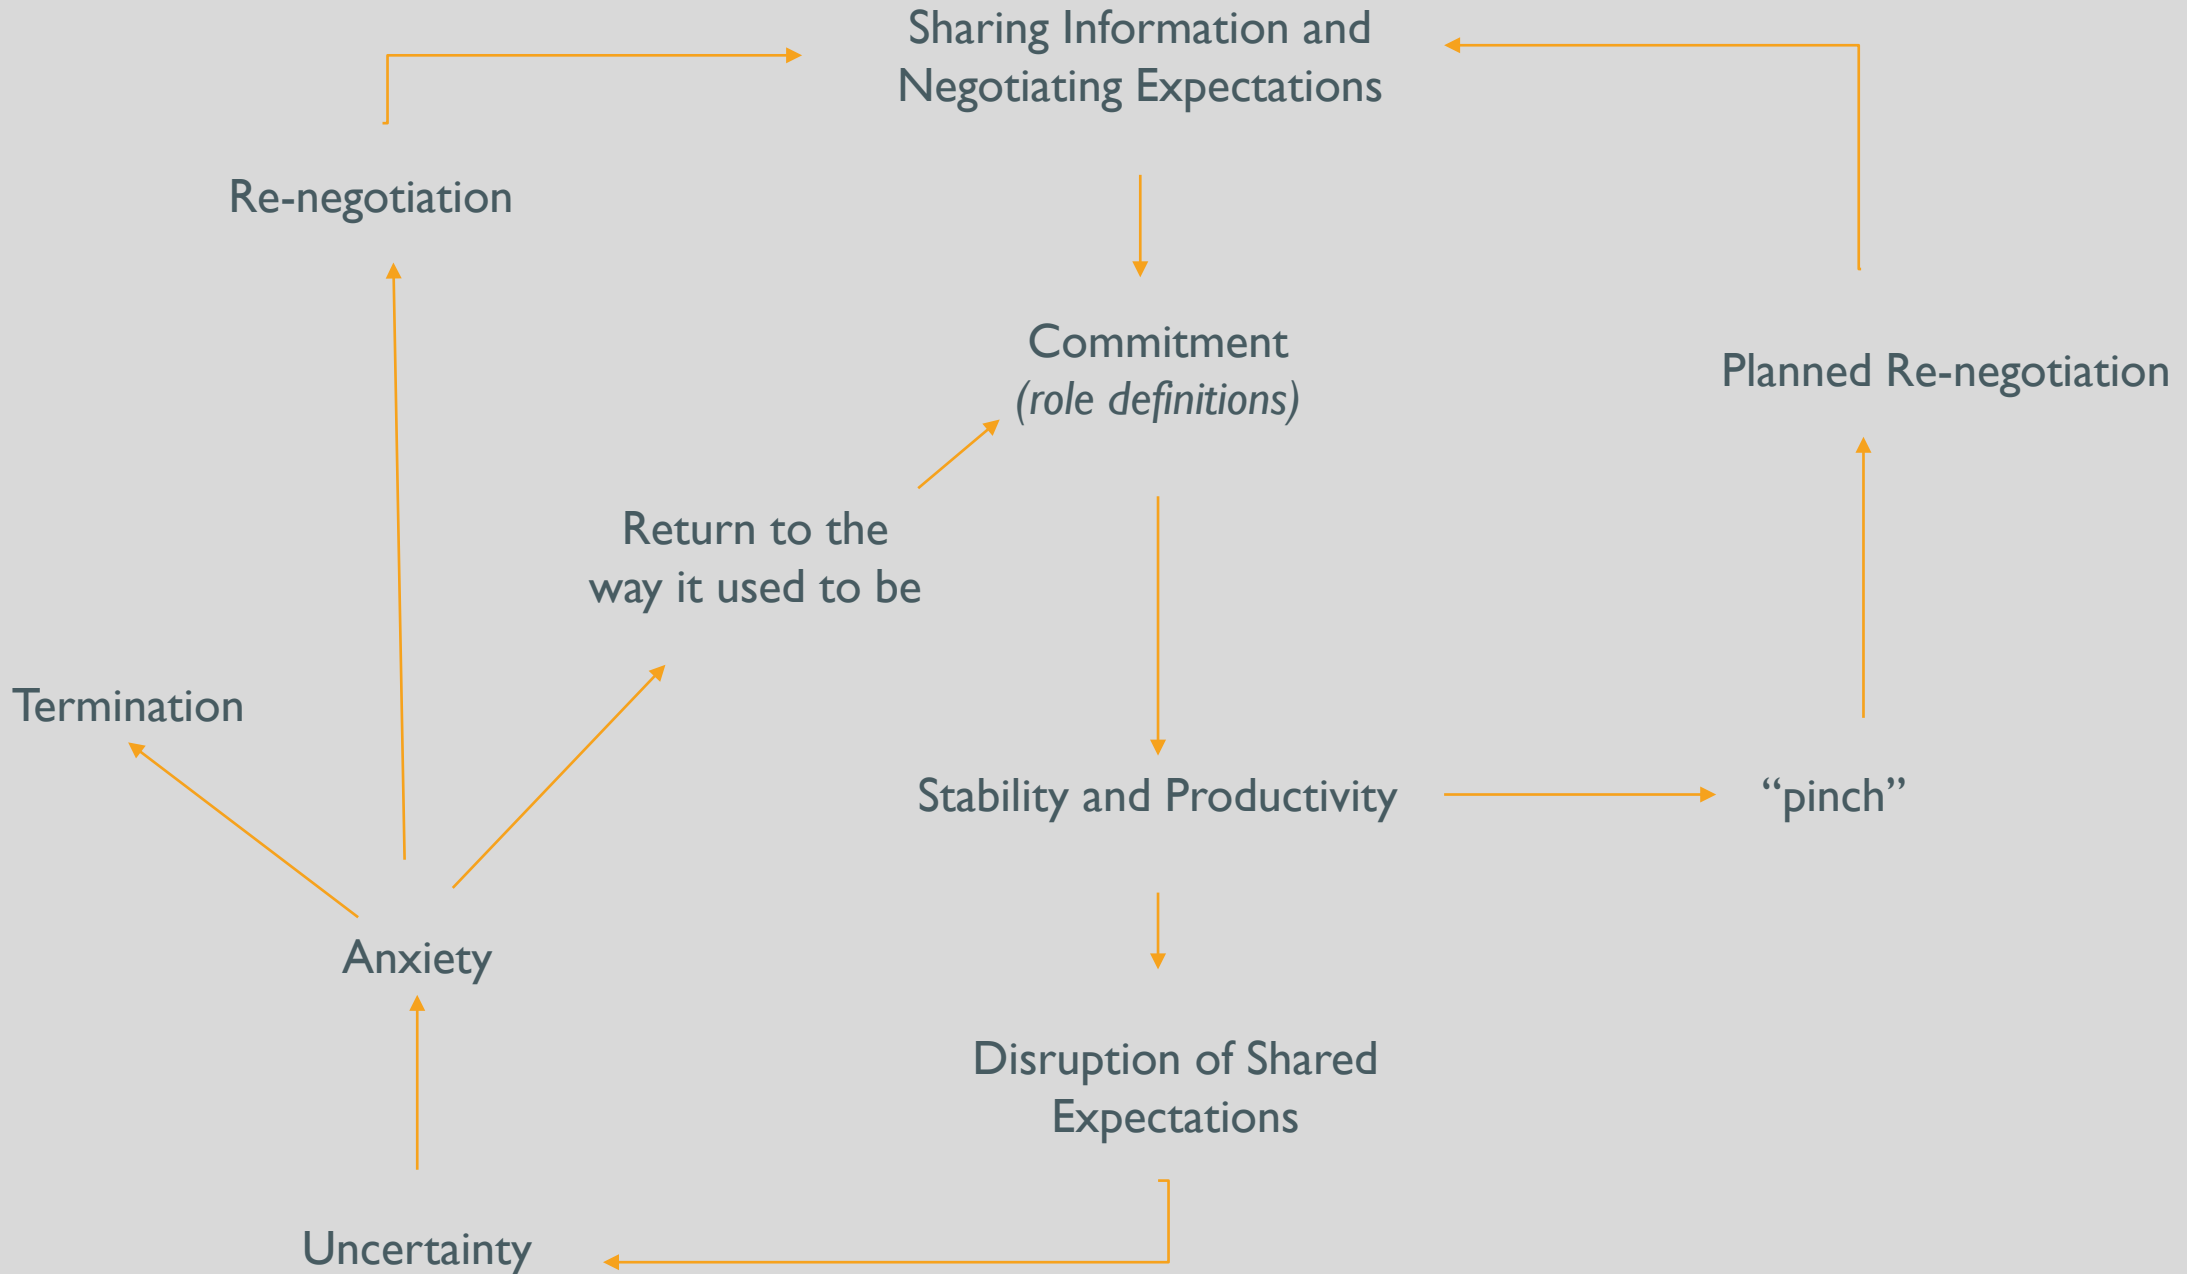 Sharing Information and
Negotiating Expectations
Re-negotiation
Commitment
(role definitions)
Planned Re-negotiation
Return to the
way it used to be
Termination
Stability and Productivity
“pinch”
Anxiety
Disruption of Shared
Expectations
Uncertainty